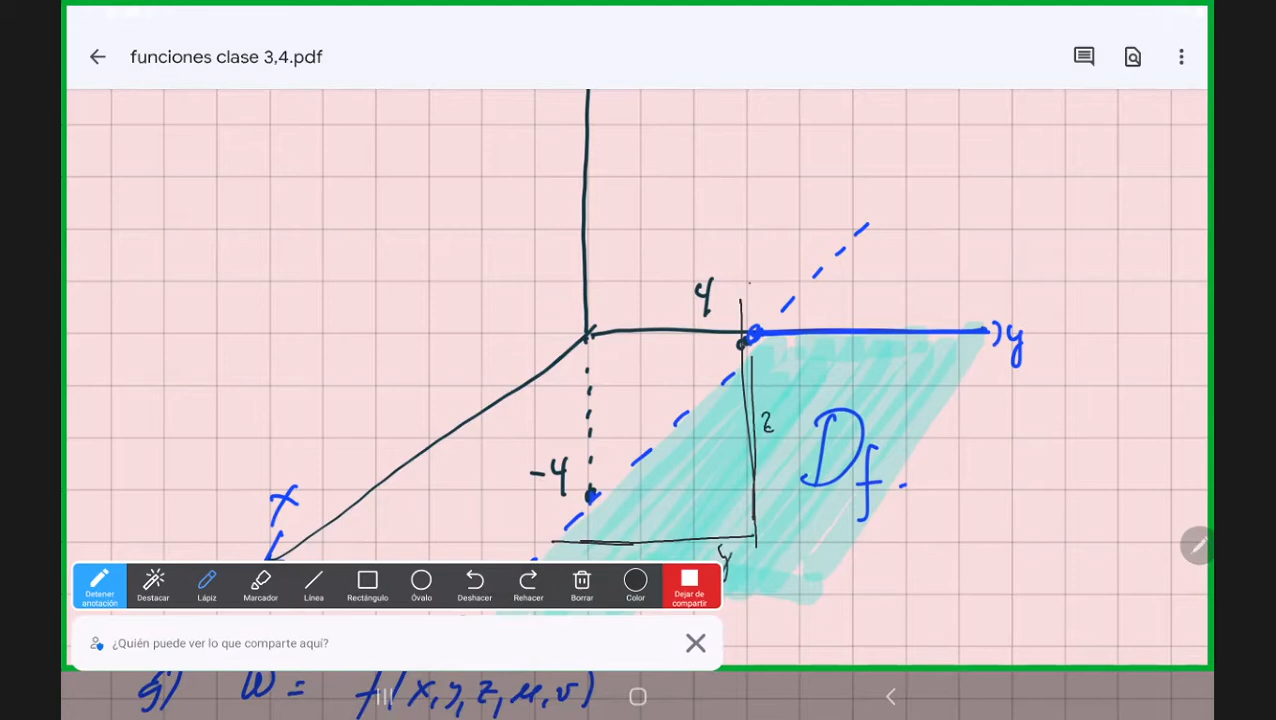 funciones clase 3,4.pdf
4
y
z
Df.
-4
x
y
Detener anotación
Destacar
Lápiz
Marcador
Línea
Rectángulo
Óvalo
Deshacer
Rehacer
Borrar
Color
Dejar de compartir
¿Quién puede ver lo que comparte aquí?
g) W = f(x,y,z,u,v)